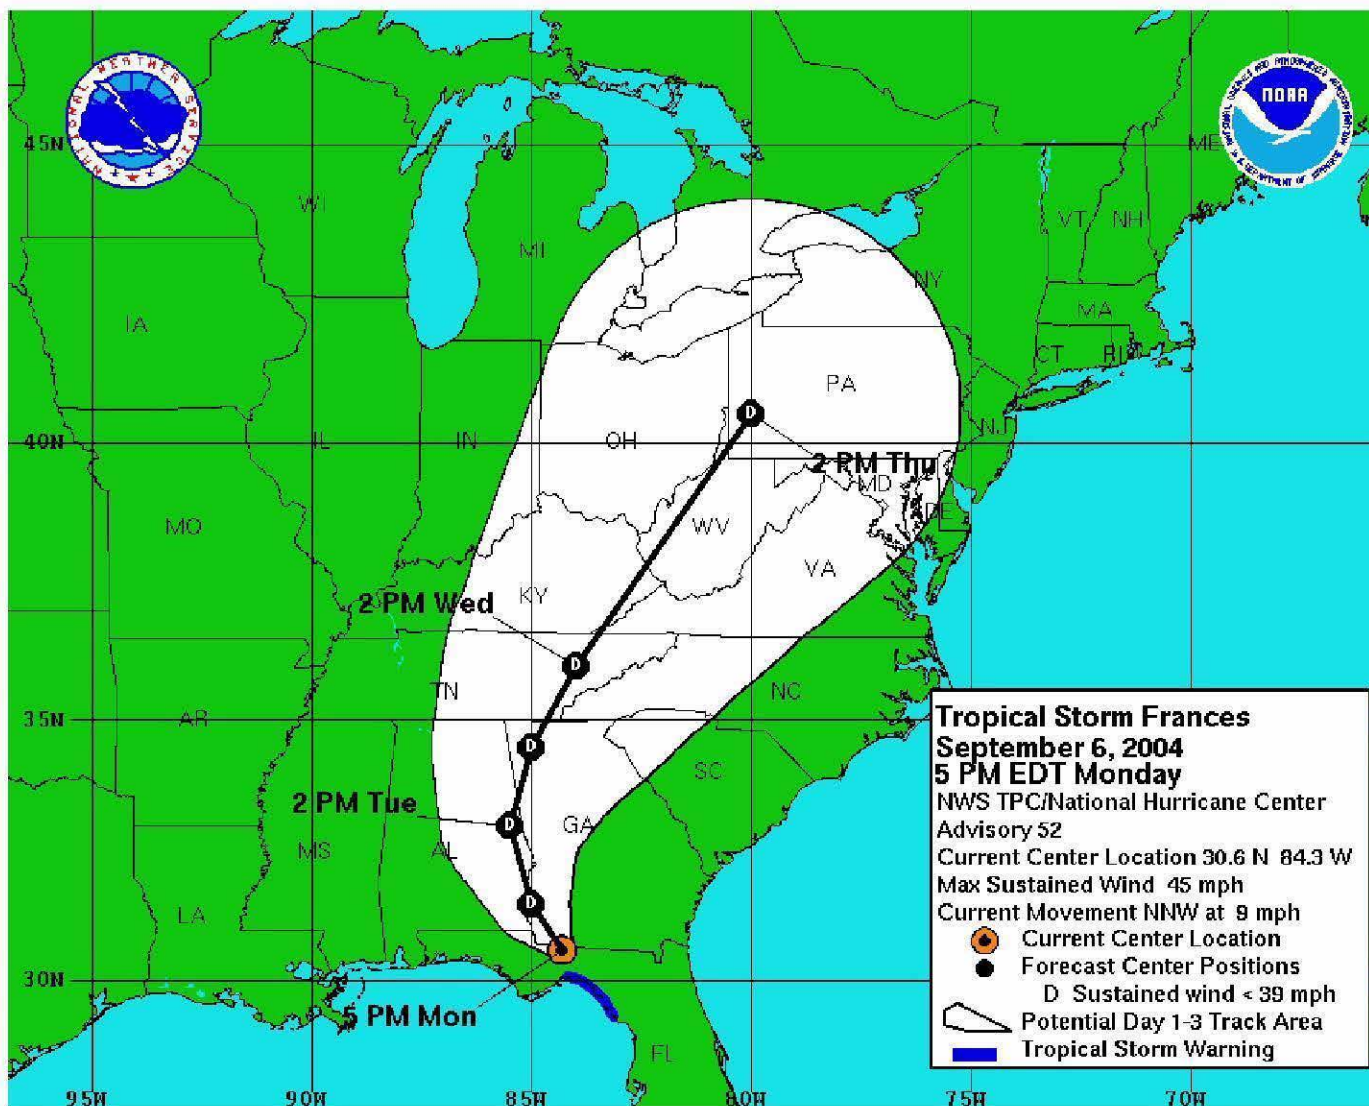 NATIONAL WEATHER SERVICE
NOAA
45N
ME
WI
VT
NH
MI
NY
IA
MA
CT
RI
PA
40N
IL
IN
OH
NJ
2 PM Thu
MD
DE
MO
WV
VA
KY
2 PM Wed
TN
NC
35N
AR
SC
2 PM Tue
GA
MS
AL
LA
30N
5 PM Mon
FL
95W
90W
85W
80W
75W
70W
Tropical Storm Frances
September 6, 2004
5 PM EDT Monday
NWS TPC/National Hurricane Center
Advisory 52
Current Center Location 30.6 N 84.3 W
Max Sustained Wind 45 mph
Current Movement NNW at 9 mph
Current Center Location
Forecast Center Positions
D Sustained wind < 39 mph
Potential Day 1-3 Track Area
Tropical Storm Warning
D
D
D
D
D